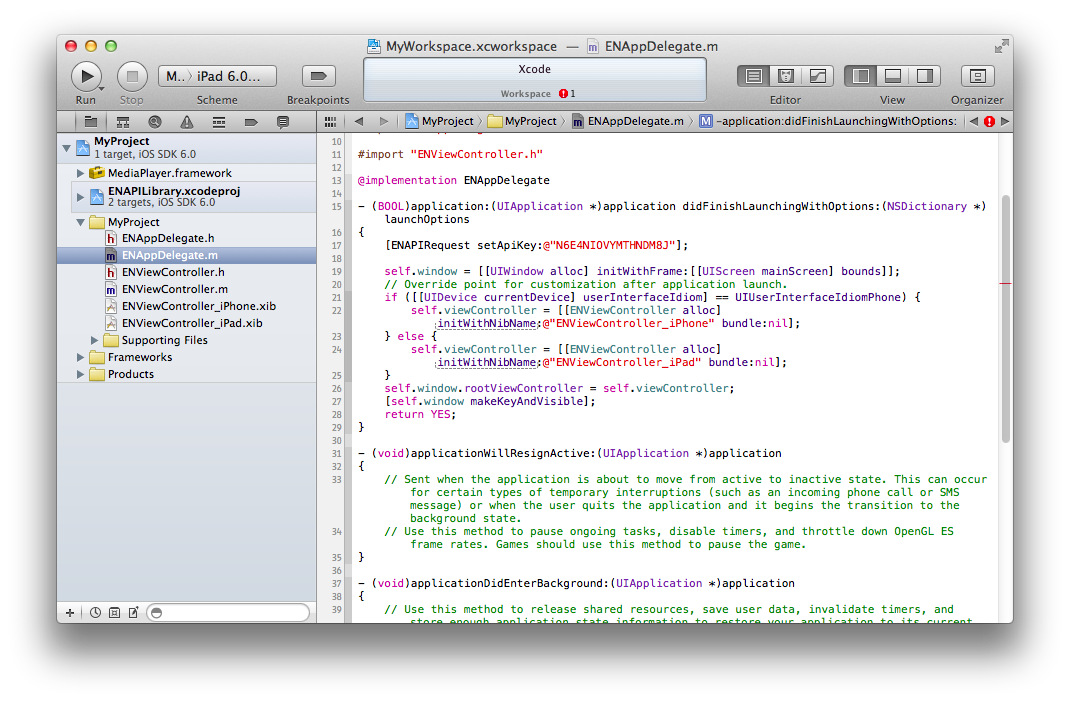 MyWorkspace.xcworkspace — ENAppDelegate.m
M.. 〉 iPad 6.0...
Xcode
Workspace 1
Run Stop Scheme Breakpoints Editor View Organizer
MyProject 〉 MyProject 〉 ENAppDelegate.m 〉 M -application:didFinishLaunchingWithOptions:
MyProject
1 target, iOS SDK 6.0
MediaPlayer.framework
ENAPILibrary.xcodeproj
2 targets, iOS SDK 6.0
MyProject
ENAppDelegate.h
ENAppDelegate.m
ENViewController.h
ENViewController.m
ENViewController_iPhone.xib
ENViewController_iPad.xib
Supporting Files
Frameworks
Products
10
11 #import "ENViewController.h"
12
13 @implementation ENAppDelegate
14
15 - (BOOL)application:(UIApplication *)application didFinishLaunchingWithOptions:(NSDictionary *)
launchOptions
16 {
17 [ENAPIRequest setApiKey:@"N6E4NIOVYMTHNDM8J"];
18
19 self.window = [[UIWindow alloc] initWithFrame:[[UIScreen mainScreen] bounds]];
20 // Override point for customization after application launch.
21 if ([[UIDevice currentDevice] userInterfaceIdiom] == UIUserInterfaceIdiomPhone) {
22 self.viewController = [[ENViewController alloc]
initWithNibName:@"ENViewController_iPhone" bundle:nil];
23 } else {
24 self.viewController = [[ENViewController alloc]
initWithNibName:@"ENViewController_iPad" bundle:nil];
25 }
26 self.window.rootViewController = self.viewController;
27 [self.window makeKeyAndVisible];
28 return YES;
29 }
30
31 - (void)applicationWillResignActive:(UIApplication *)application
32 {
33 // Sent when the application is about to move from active to inactive state. This can occur
for certain types of temporary interruptions (such as an incoming phone call or SMS
message) or when the user quits the application and it begins the transition to the
background state.
34 // Use this method to pause ongoing tasks, disable timers, and throttle down OpenGL ES
frame rates. Games should use this method to pause the game.
35 }
36
37 - (void)applicationDidEnterBackground:(UIApplication *)application
38 {
39 // Use this method to release shared resources, save user data, invalidate timers, and
store enough application state information to restore your application to its current